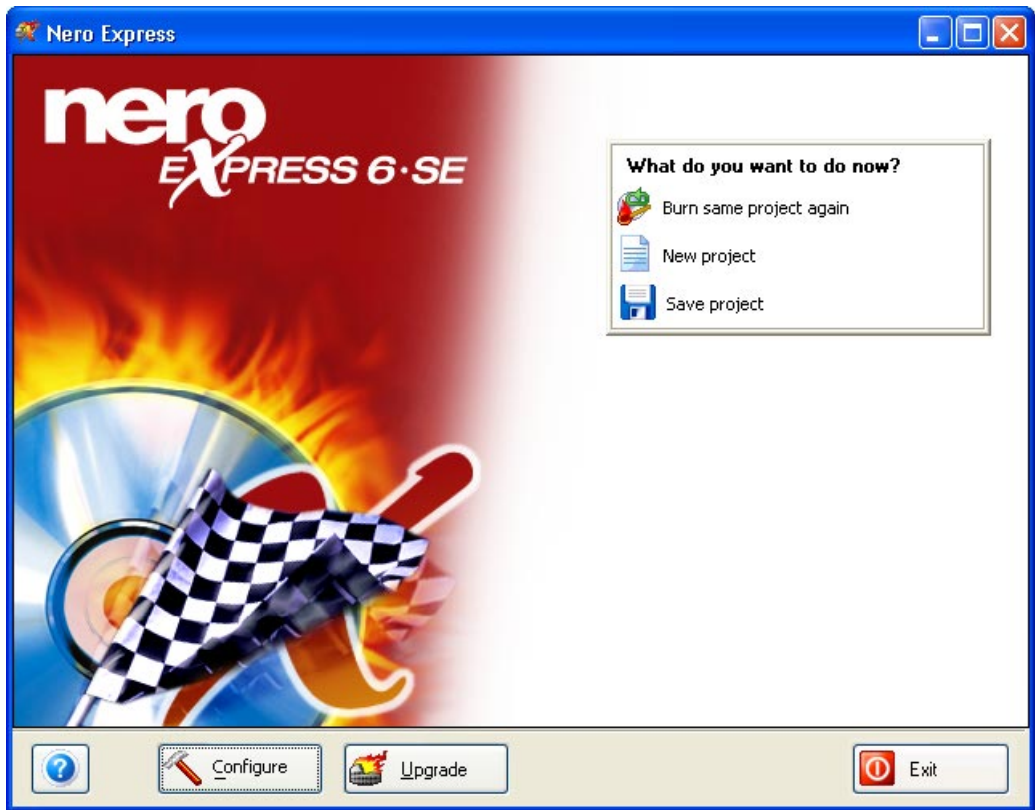 Nero Express
nero
EXPRESS 6·SE
What do you want to do now?
Burn same project again
New project
Save project
?
Configure
Upgrade
Exit